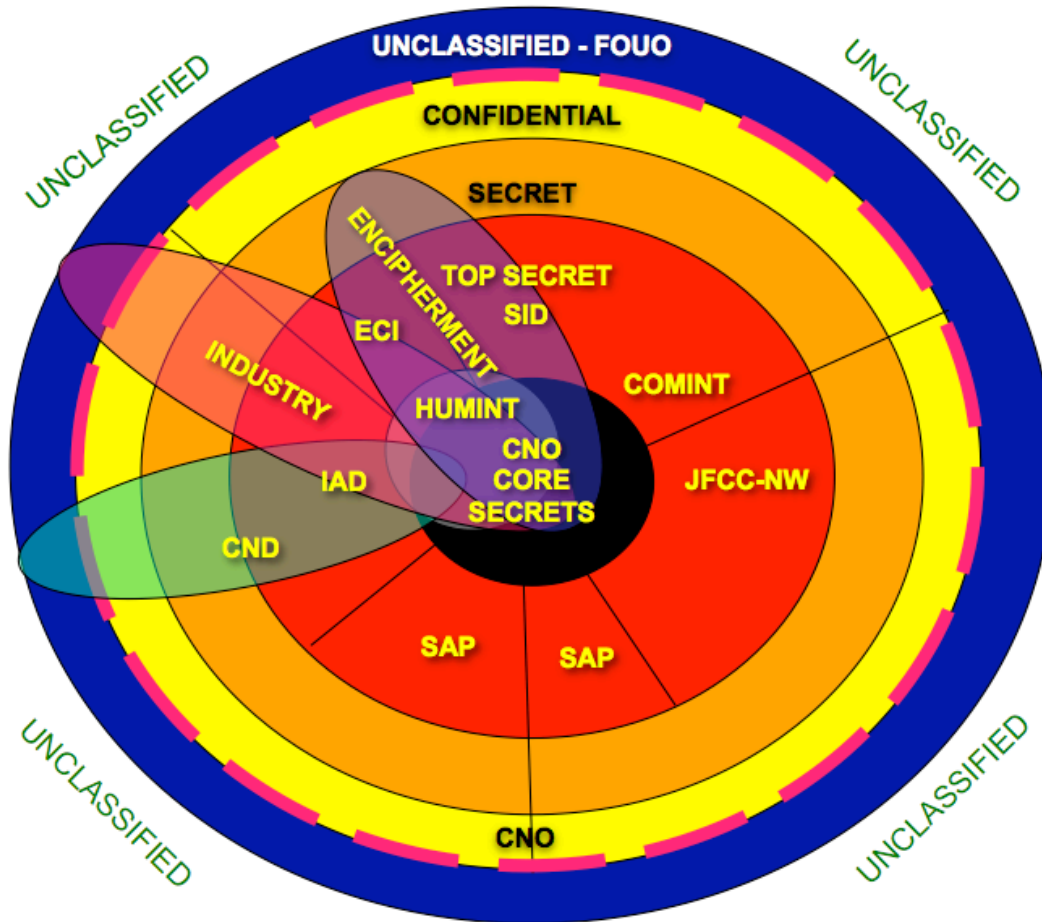 UNCLASSIFIED - FOUO
UNCLASSIFIED
UNCLASSIFIED
CONFIDENTIAL
SECRET
ENCIPHERMENT
TOP SECRET
SID
ECI
INDUSTRY
COMINT
HUMINT
CNO
CORE
SECRETS
IAD
JFCC-NW
CND
SAP
SAP
UNCLASSIFIED
UNCLASSIFIED
CNO